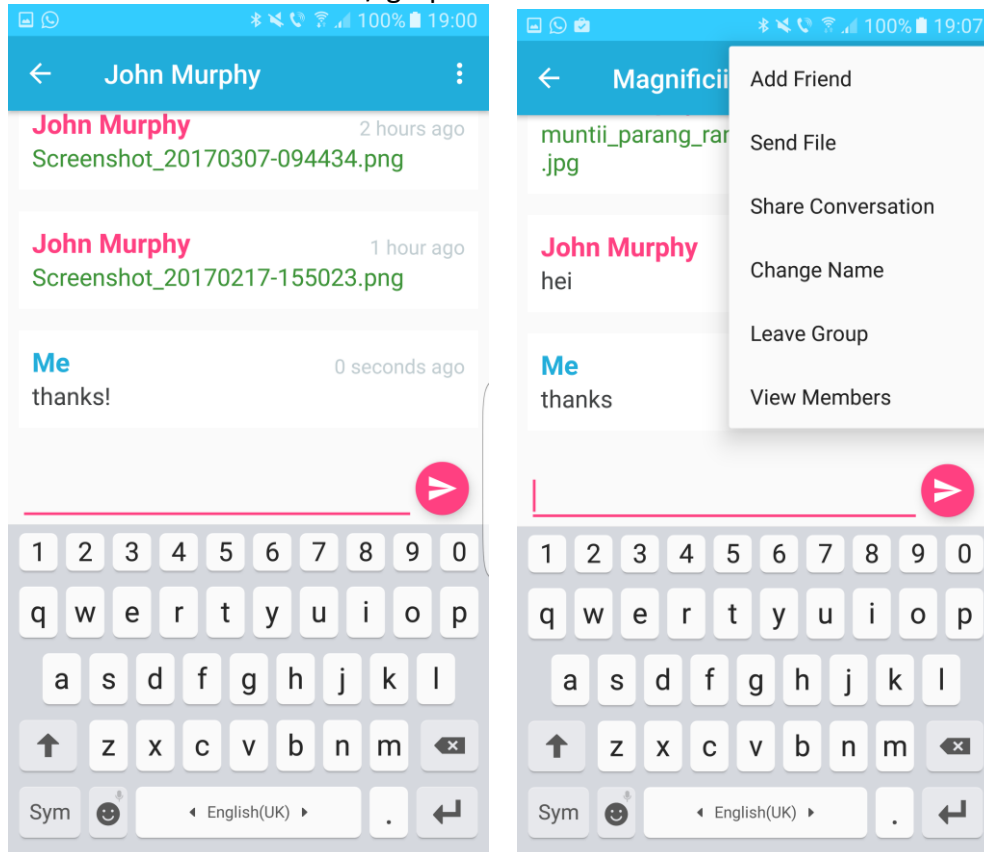 100% 19:00
John Murphy
John Murphy 2 hours ago
Screenshot_20170307-094434.png
John Murphy 1 hour ago
Screenshot_20170217-155023.png
Me 0 seconds ago
thanks!
1 2 3 4 5 6 7 8 9 0
q w e r t y u i o p
a s d f g h j k l
z x c v b n m
Sym English(UK) .
100% 19:07
Magnificii
Add Friend
Send File
Share Conversation
Change Name
Leave Group
View Members
muntii_parang_rar
.jpg
John Murphy
hei
Me
thanks
1 2 3 4 5 6 7 8 9 0
q w e r t y u i o p
a s d f g h j k l
z x c v b n m
Sym English(UK) .